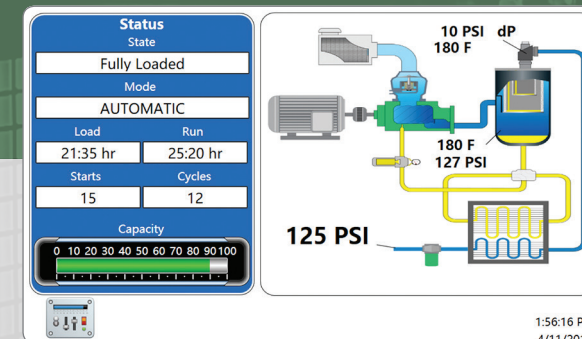 Status
State
Fully Loaded
Mode
AUTOMATIC
Load Run
21:35 hr 25:20 hr
Starts Cycles
15 12
Capacity
0 10 20 30 40 50 60 70 80 90 100
10 PSI dP
180 F
180 F
127 PSI
125 PSI
1:56:16 P